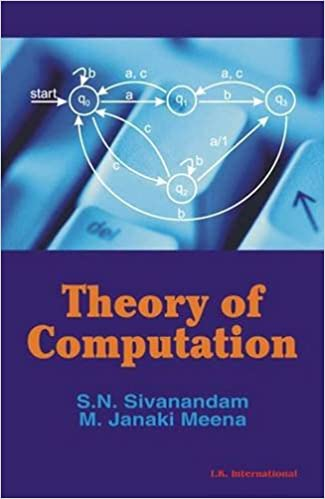 b
a, c
a, c
start
q0
a
q1
b
q3
c
c
a/1
b
q2
b
del
Theory of
Computation
S.N. Sivanandam
M. Janaki Meena
I.K. International